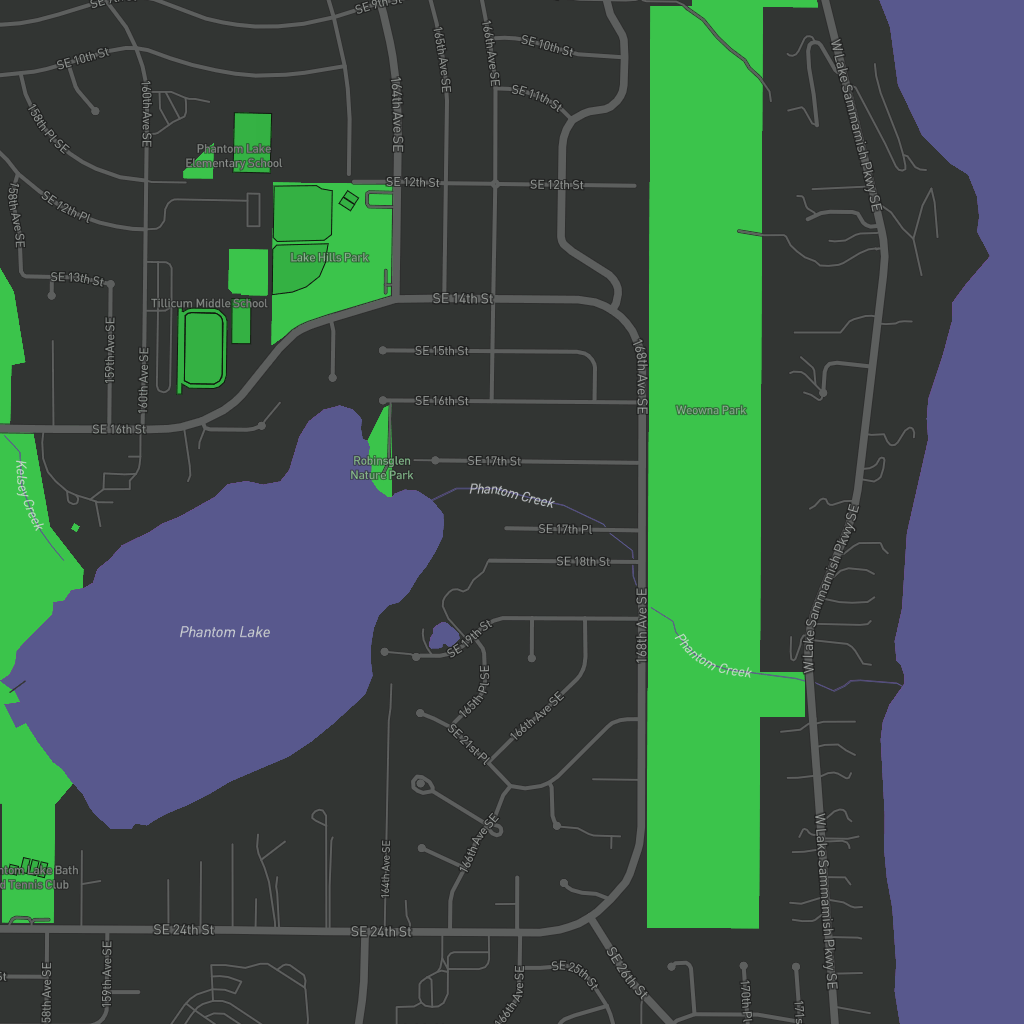 SE 9th St
SE 10th St
SE 10th St
SE 11th St
160th Ave SE
164th Ave SE
165th Ave SE
166th Ave SE
W Lake Sammamish Pkwy SE
158th Pl SE
Phantom Lake
Elementary School
SE 12th St
SE 12th St
158th Ave SE
SE 12th Pl
Lake Hills Park
SE 13th St
Tillicum Middle School
SE 14th St
159th Ave SE
160th Ave SE
SE 15th St
168th Ave SE
SE 16th St
Weowna Park
SE 16th St
Robinsglen
Nature Park
SE 17th St
Kelsey Creek
Phantom Creek
SE 17th Pl
SE 18th St
W Lake Sammamish Pkwy SE
Phantom Lake
SE 19th St
168th Ave SE
Phantom Creek
165th Pl SE
166th Ave SE
SE 21st Pl
166th Ave SE
164th Ave SE
W Lake Sammamish Pkwy SE
ntom Lake Bath
d Tennis Club
SE 24th St
SE 24th St
159th Ave SE
58th Ave SE
166th Ave SE
SE 25th St
SE 26th St
170th Pl
171s